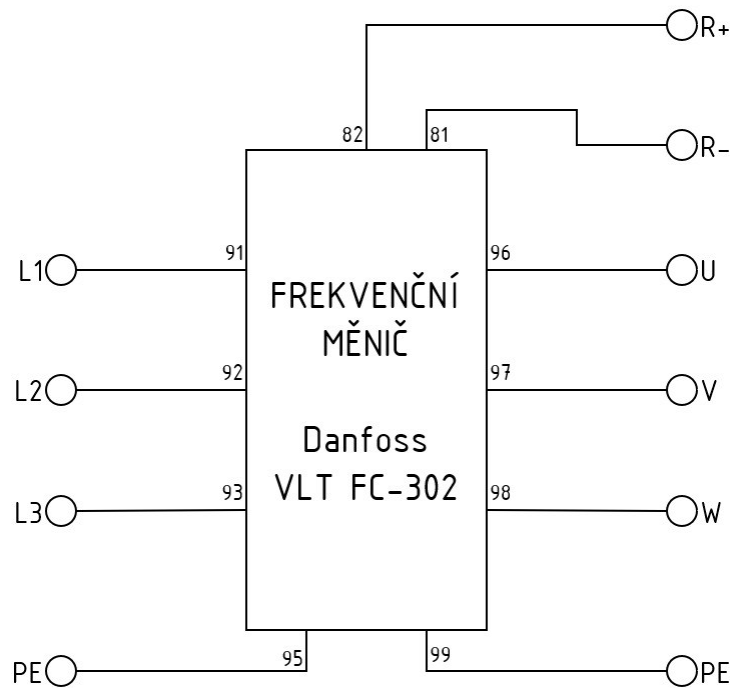 R+
82
81
R-
L1
91
96
U
FREKVENČNÍ
MĚNIČ
L2
92
97
V
Danfoss
VLT FC-302
L3
93
98
W
PE
95
99
PE